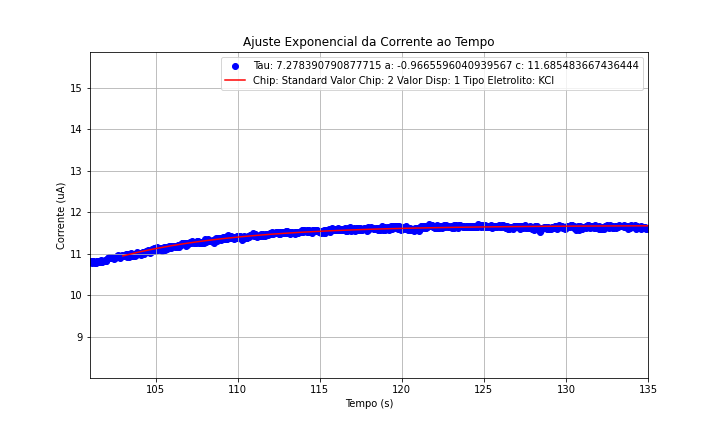 Ajuste Exponencial da Corrente ao Tempo
Tau: 7.278390790877715 a: -0.9665596040939567 c: 11.685483667436444
Chip: Standard Valor Chip: 2 Valor Disp: 1 Tipo Eletrolito: KCl
15
14
13
12
11
10
9
Corrente (uA)
105 110 115 120 125 130 135
Tempo (s)